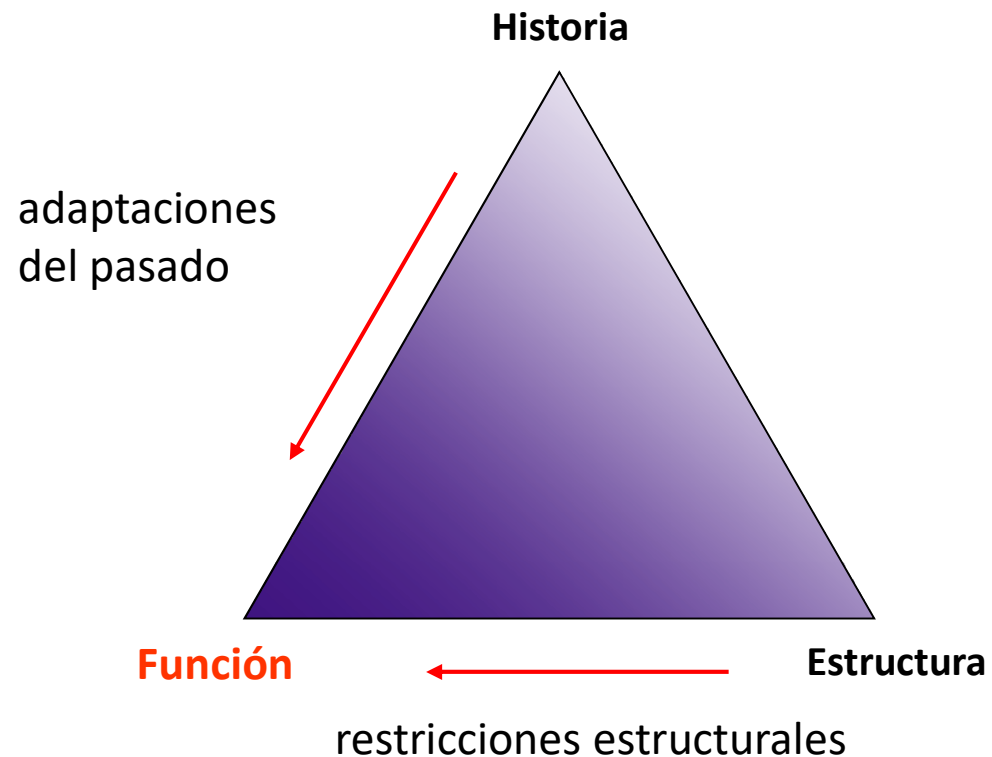 Historia
adaptaciones
del pasado
Función
Estructura
restricciones estructurales